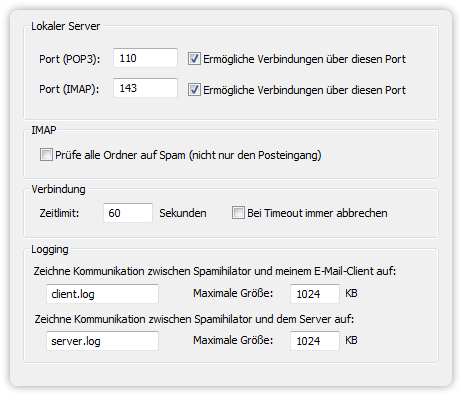 Lokaler Server
Port (POP3): 110 Ermögliche Verbindungen über diesen Port
Port (IMAP): 143 Ermögliche Verbindungen über diesen Port
IMAP
Prüfe alle Ordner auf Spam (nicht nur den Posteingang)
Verbindung
Zeitlimit: 60 Sekunden Bei Timeout immer abbrechen
Logging
Zeichne Kommunikation zwischen Spamihilator und meinem E-Mail-Client auf:
client.log Maximale Größe: 1024 KB
Zeichne Kommunikation zwischen Spamihilator und dem Server auf:
server.log Maximale Größe: 1024 KB